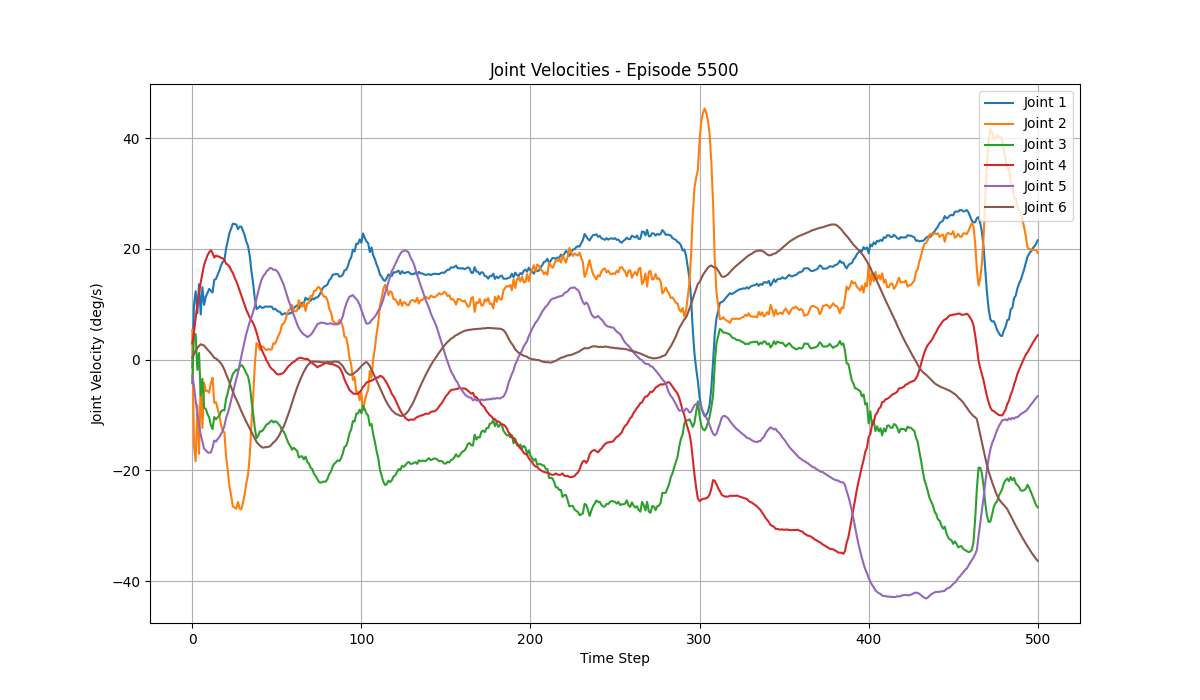 Joint Velocities - Episode 5500
Joint 1
Joint 2
Joint 3
Joint 4
Joint 5
Joint 6
Joint Velocity (deg/s)
40
20
0
−20
−40
0 100 200 300 400 500
Time Step